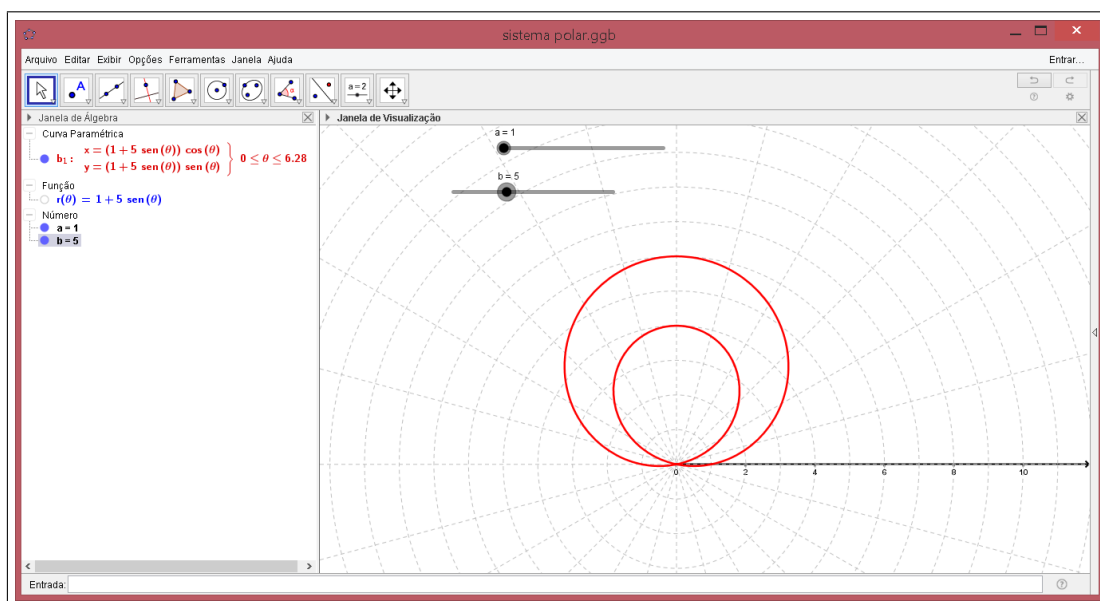 sistema polar.ggb
Arquivo Editar Exibir Opções Ferramentas Janela Ajuda Entrar...
A α a=2
Janela de Álgebra
Janela de Visualização
Curva Paramétrica
b₁: x = (1 + 5 sen(θ)) cos(θ)
y = (1 + 5 sen(θ)) sen(θ) } 0 ≤ θ ≤ 6.28
Função
r(θ) = 1 + 5 sen(θ)
Número
a = 1
b = 5
a = 1
b = 5
0 2 4 6 8 10
Entrada: